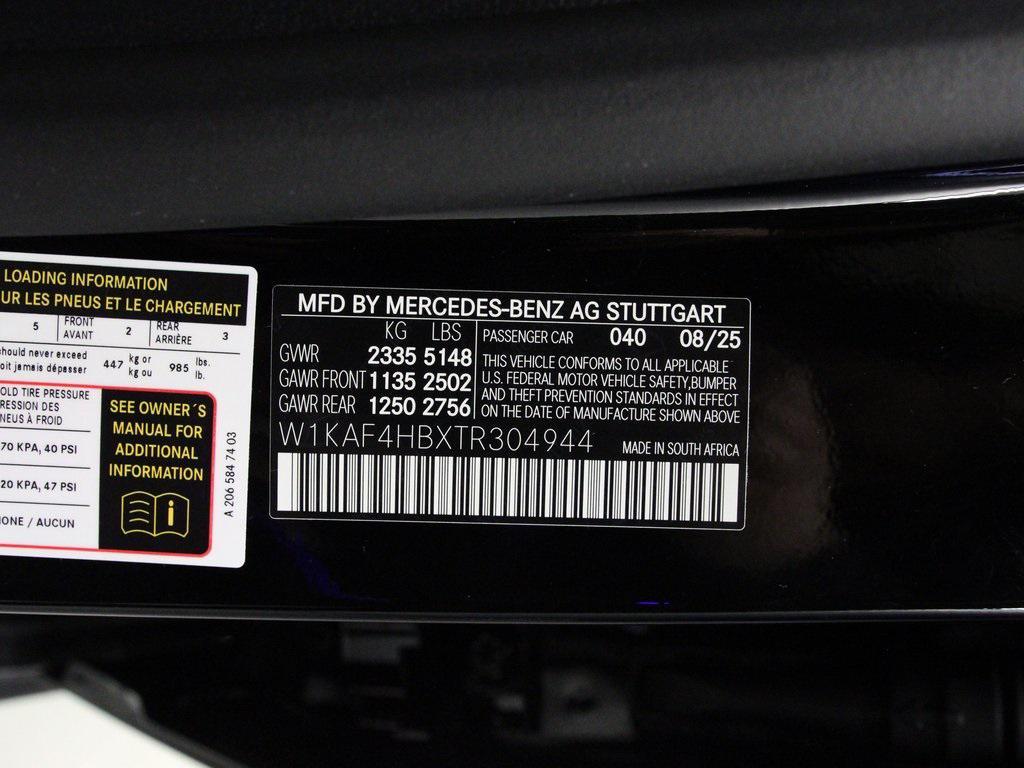 LOADING INFORMATION
UR LES PNEUS ET LE CHARGEMENT
5 FRONT AVANT 2 REAR ARRIÈRE 3
hould never exceed
oit jamais dépasser 447 kg or kg ou 985 lbs. lb.
OLD TIRE PRESSURE
RESSION DES
NEUS À FROID
70 KPA, 40 PSI
20 KPA, 47 PSI
ONE / AUCUN
SEE OWNER´S
MANUAL FOR
ADDITIONAL
INFORMATION
i
A 206 584 74 03
MFD BY MERCEDES-BENZ AG STUTTGART
KG LBS
GWR 2335 5148
GAWR FRONT 1135 2502
GAWR REAR 1250 2756
PASSENGER CAR 040 08/25
THIS VEHICLE CONFORMS TO ALL APPLICABLE
U.S. FEDERAL MOTOR VEHICLE SAFETY,BUMPER
AND THEFT PREVENTION STANDARDS IN EFFECT
ON THE DATE OF MANUFACTURE SHOWN ABOVE
W1KAF4HBXTR304944
MADE IN SOUTH AFRICA